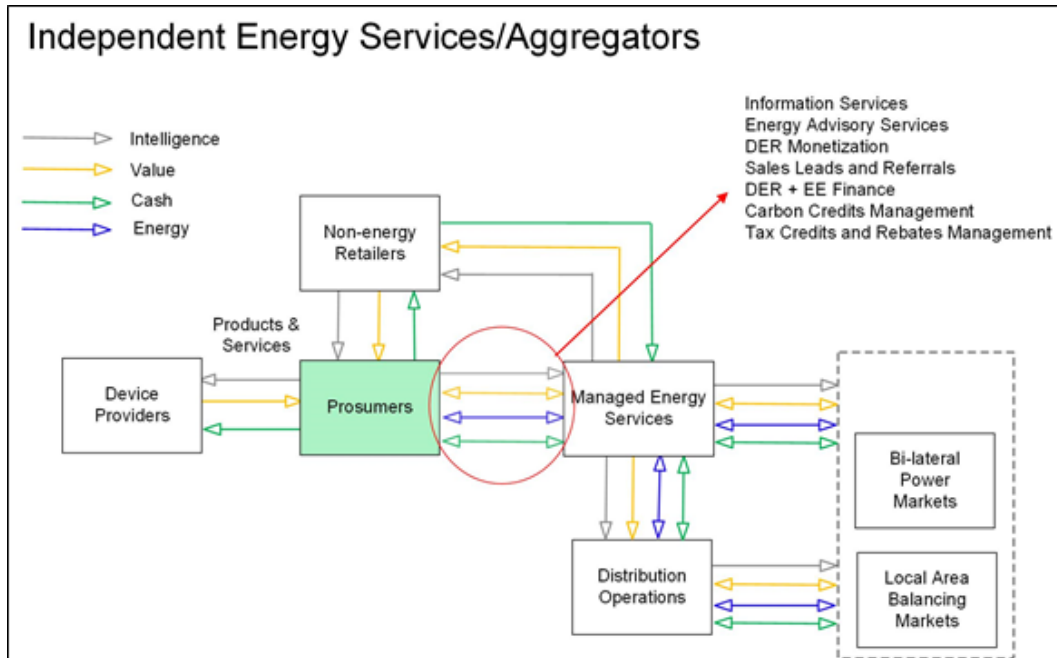 Independent Energy Services/Aggregators
Intelligence
Value
Cash
Energy
Information Services
Energy Advisory Services
DER Monetization
Sales Leads and Referrals
DER + EE Finance
Carbon Credits Management
Tax Credits and Rebates Management
Non-energy
Retailers
Products &
Services
Device
Providers
Prosumers
Managed Energy
Services
Bi-lateral
Power
Markets
Distribution
Operations
Local Area
Balancing
Markets